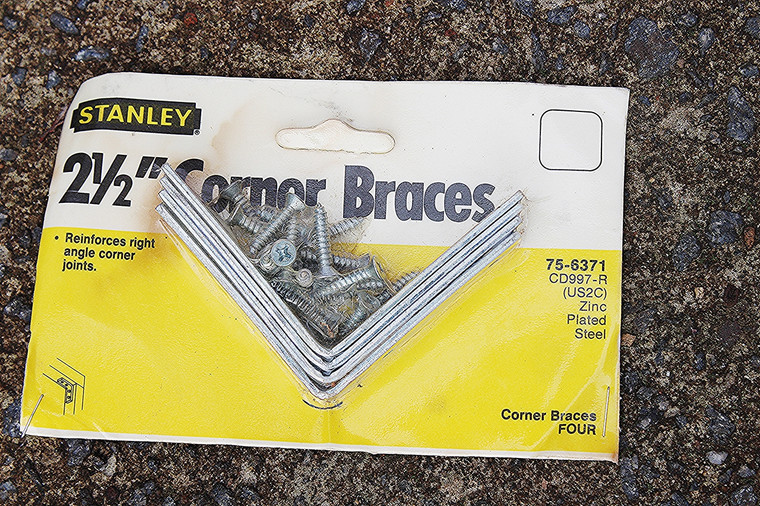 STANLEY®
2½" Corner Braces
• Reinforces right
angle corner
joints.
75-6371
CD997-R
(US2C)
Zinc
Plated
Steel
Corner Braces
FOUR